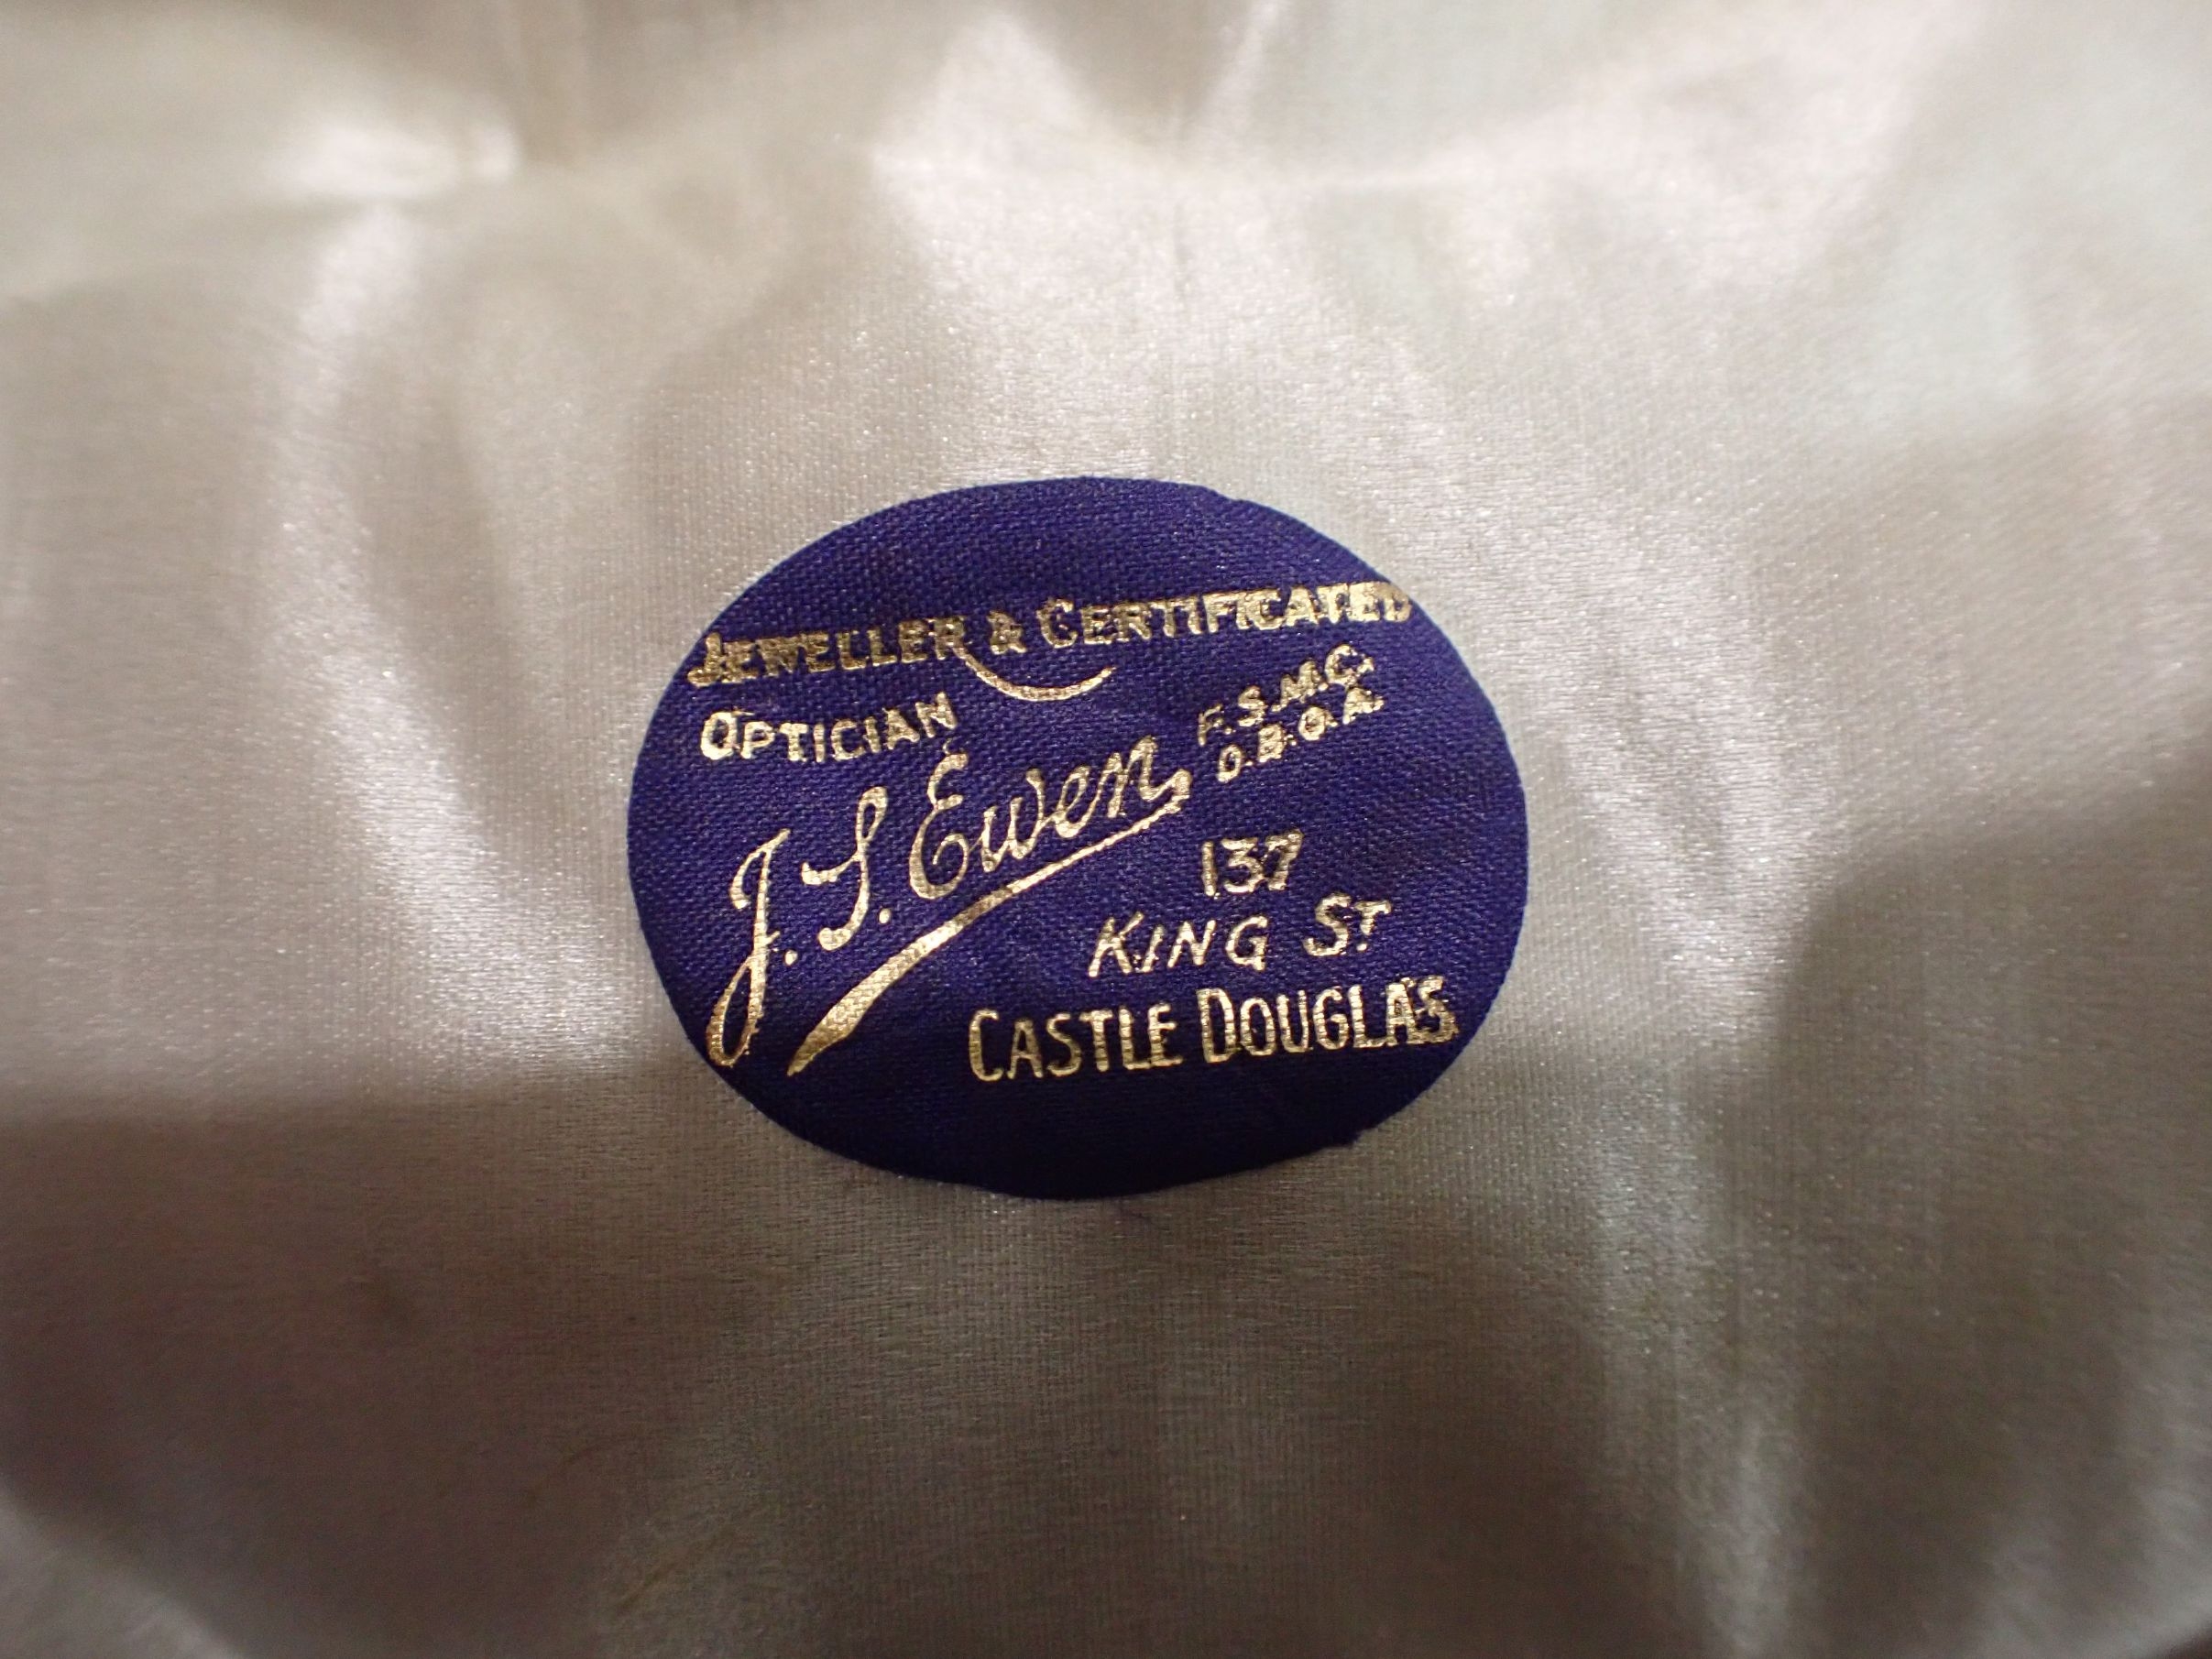 JEWELLER & CERTIFICATED
OPTICIAN
F.S.M.C.
D.B.O.A.
J. S. Ewen
137
KING ST
CASTLE DOUGLAS